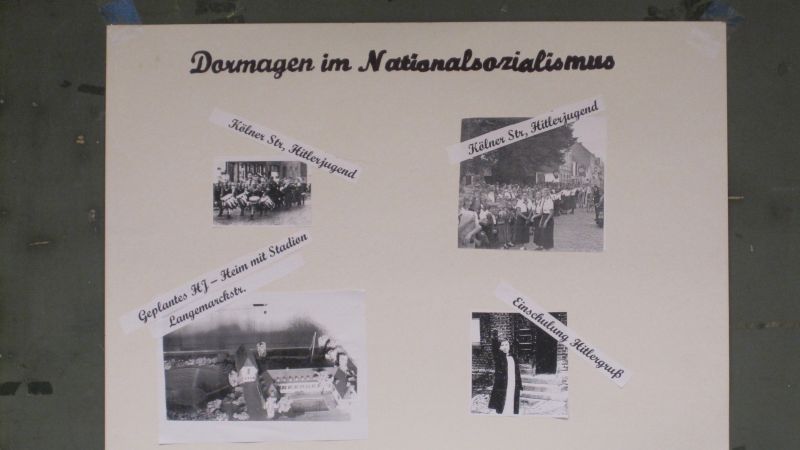 Dormagen im Nationalsozialismus
Kölner Str, Hitlerjugend
Kölner Str, Hitlerjugend
Geplantes HJ – Heim mit Stadion
Langemarckstr.
Einschulung Hitlergruß